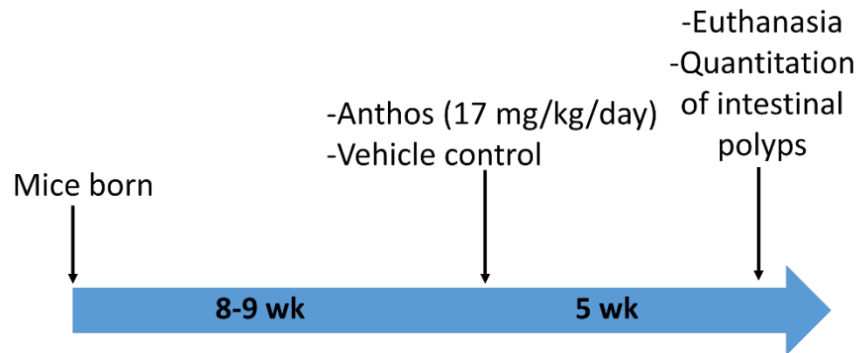 Mice born
-Anthos (17 mg/kg/day)
-Vehicle control
-Euthanasia
-Quantitation
of intestinal
polyps
8-9 wk
5 wk